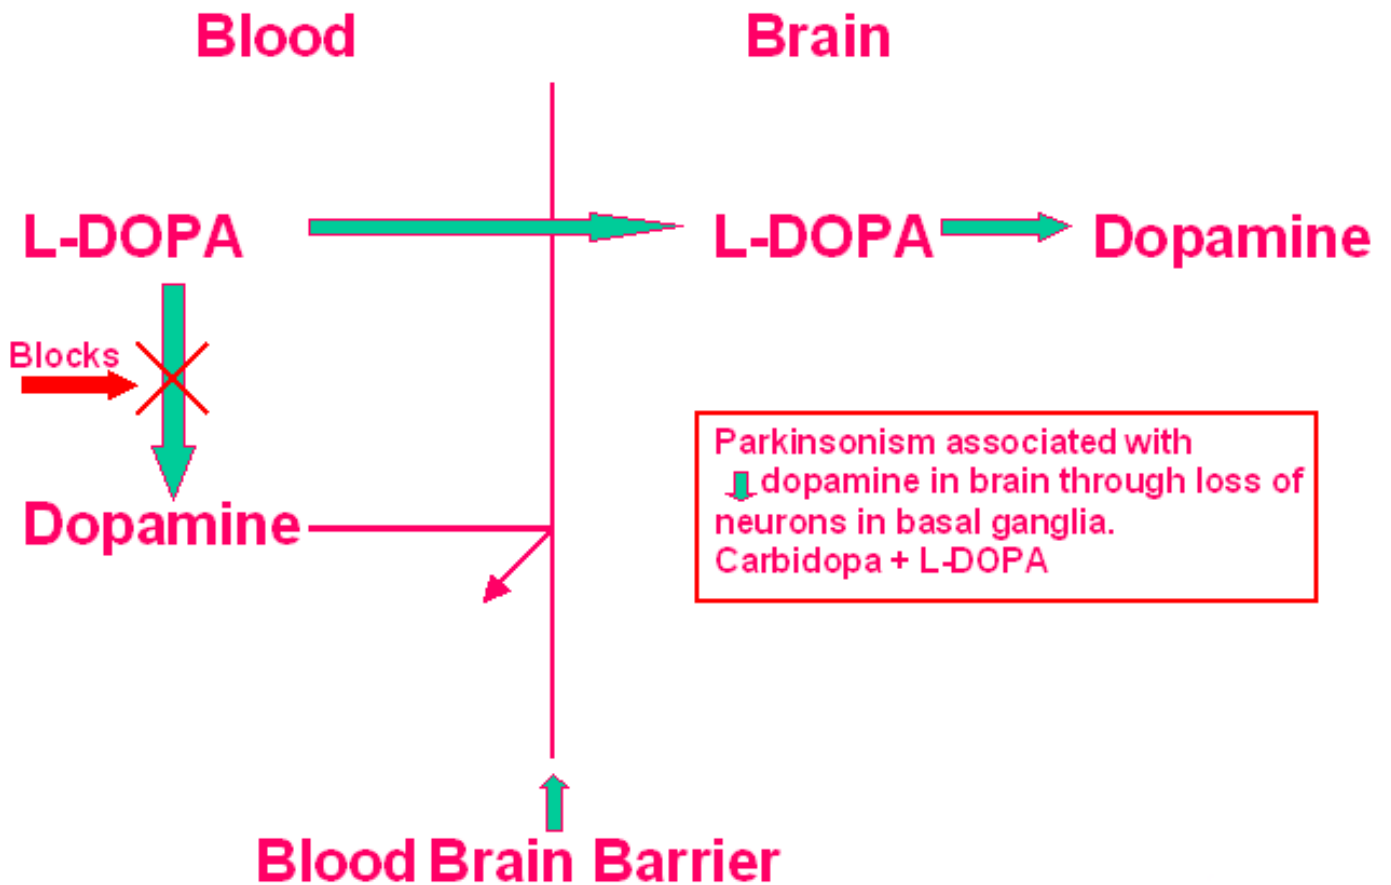 Blood
Brain
L-DOPA
L-DOPA
Dopamine
Blocks
Dopamine
Parkinsonism associated with
dopamine in brain through loss of
neurons in basal ganglia.
Carbidopa + L-DOPA
Blood Brain Barrier